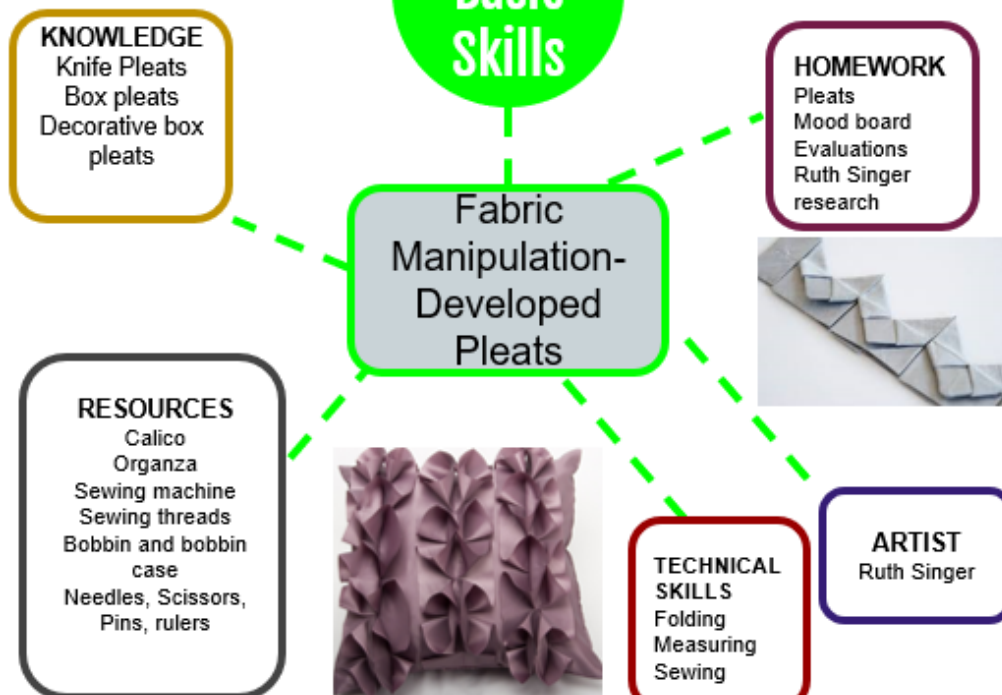 Skills
KNOWLEDGE
Knife Pleats
Box pleats
Decorative box
pleats
HOMEWORK
Pleats
Mood board
Evaluations
Ruth Singer
research
Fabric
Manipulation-
Developed
Pleats
RESOURCES
Calico
Organza
Sewing machine
Sewing threads
Bobbin and bobbin
case
Needles, Scissors,
Pins, rulers
TECHNICAL
SKILLS
Folding
Measuring
Sewing
ARTIST
Ruth Singer